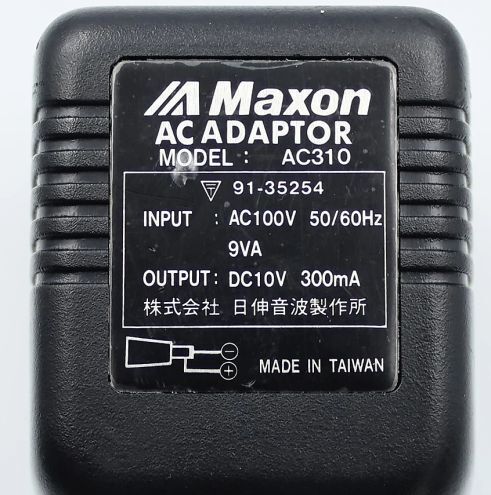 Maxon
AC ADAPTOR
MODEL : AC310
91-35254
INPUT : AC100V 50/60Hz
9VA
OUTPUT: DC10V 300mA
株式会社 日伸音波製作所
MADE IN TAIWAN